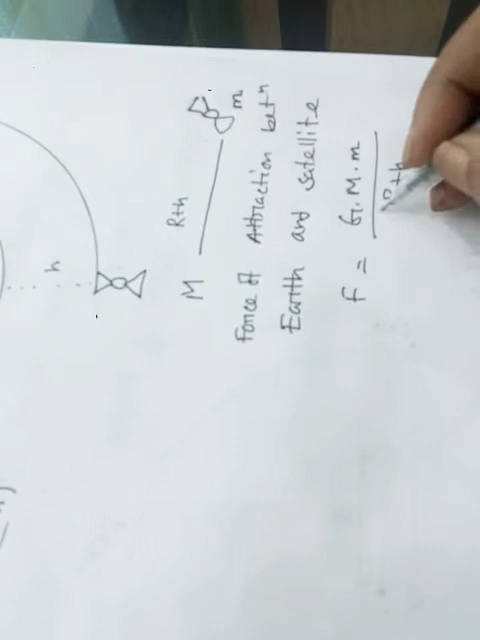 h
R+h
M
m
Force of Attraction betn
Earth and satellite
F = G.M.m
R+h